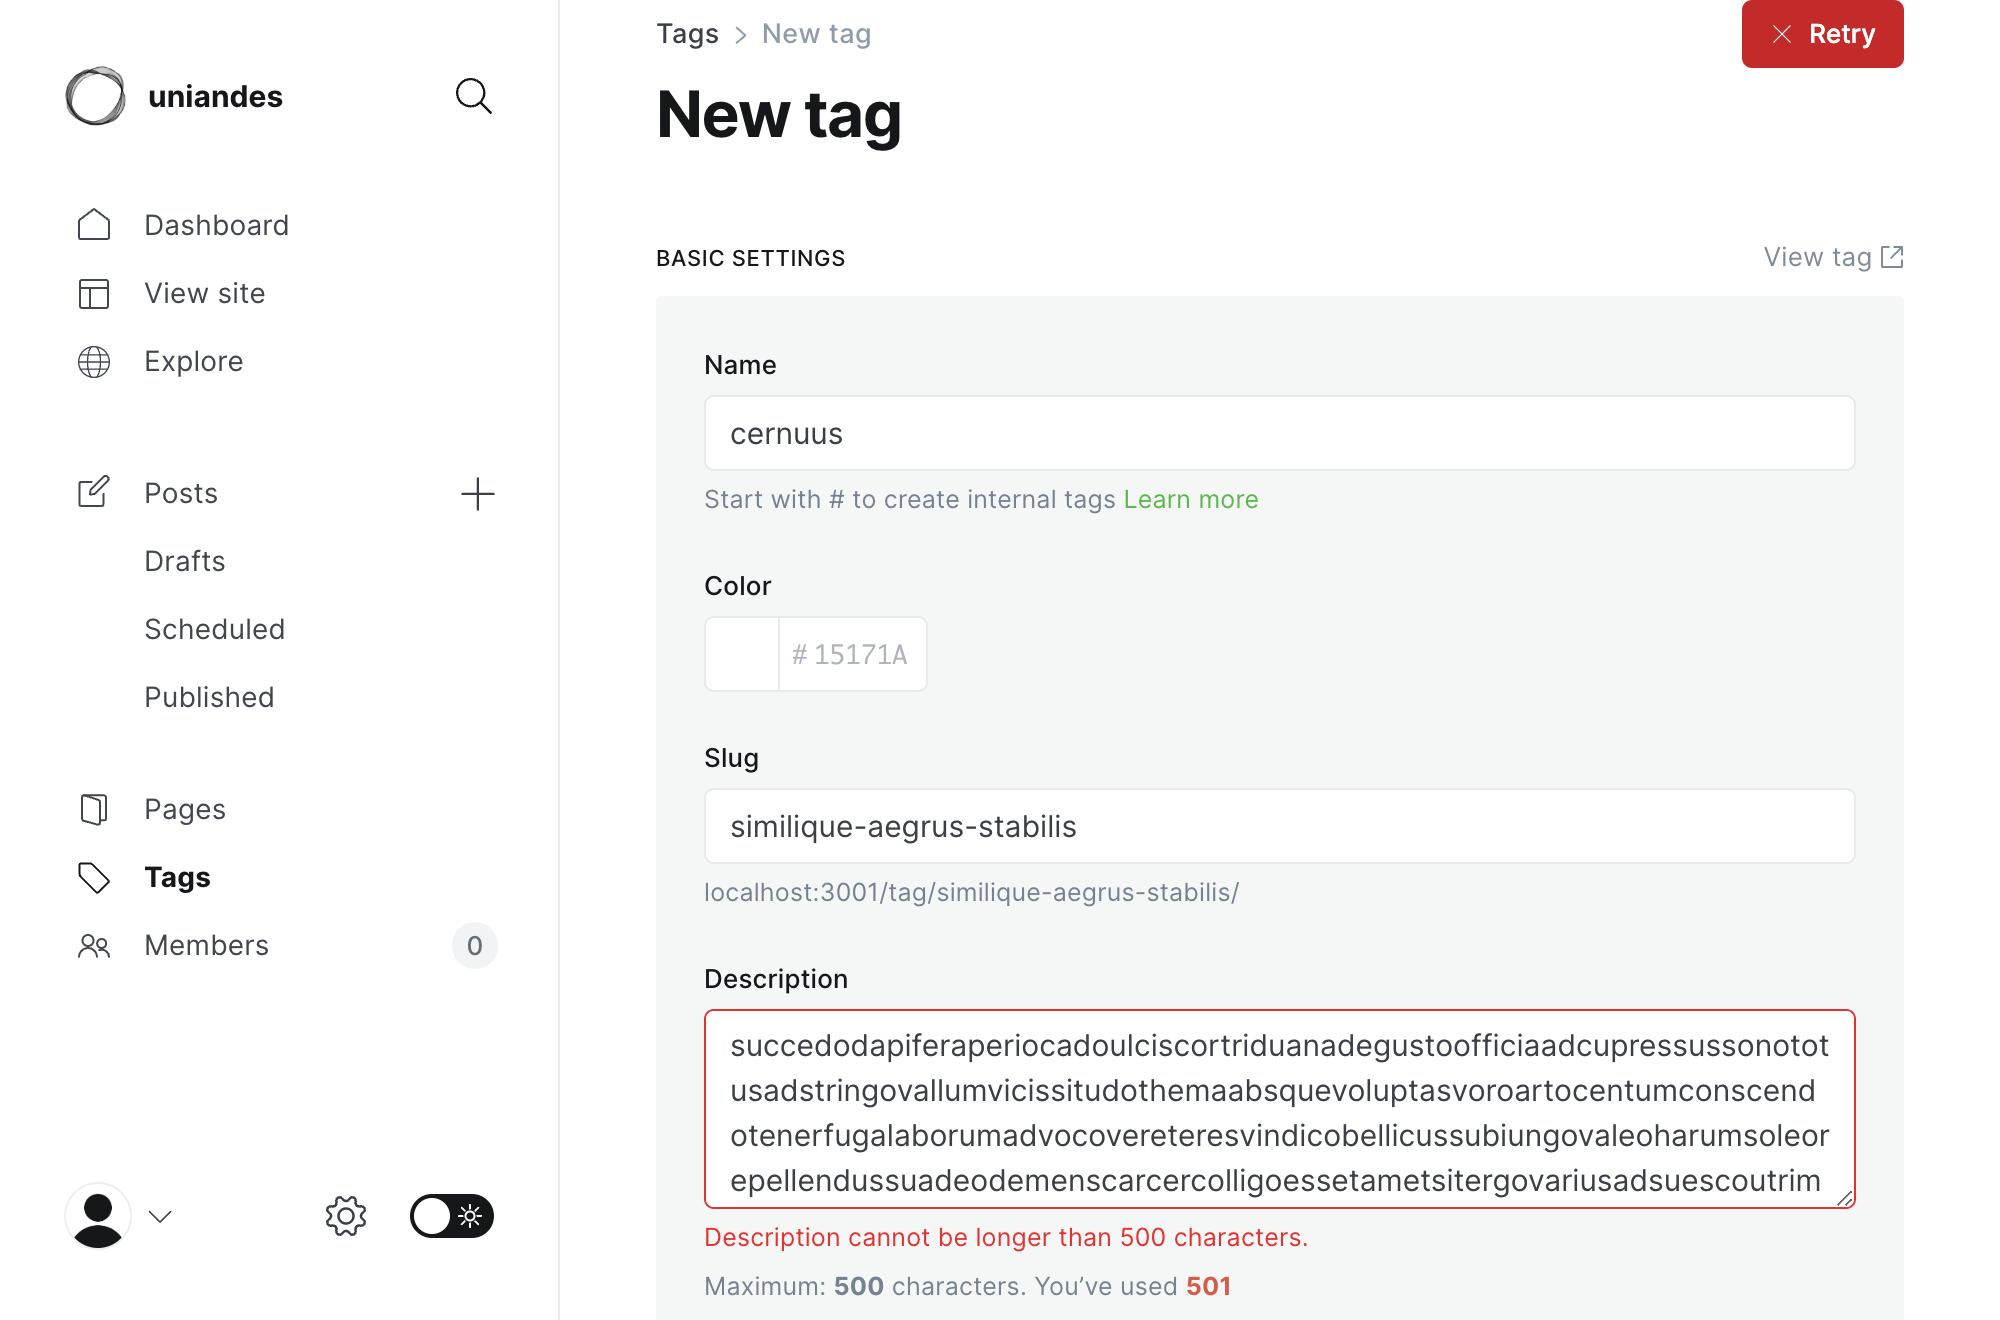 uniandes
Dashboard
View site
Explore
Posts
Drafts
Scheduled
Published
Pages
Tags
Members
0
Tags > New tag
Retry
New tag
BASIC SETTINGS
View tag
Name
cernuus
Start with # to create internal tags Learn more
Color
# 15171A
Slug
similique-aegrus-stabilis
localhost:3001/tag/similique-aegrus-stabilis/
Description
succedodapiferaperiocadoulciscortriduanadegustoofficiaadcupressussonotot
usadstringovallumvicissitudothemaabsquevoluptasvoroartocentumconscend
otenerfugalaborumadvocovereteresvindicobellicussubiungovaleoharumsoleor
epellendussuadeodemenscarcercolligoessetametsitergovariusadsuescoutrim
Description cannot be longer than 500 characters.
Maximum: 500 characters. You’ve used 501